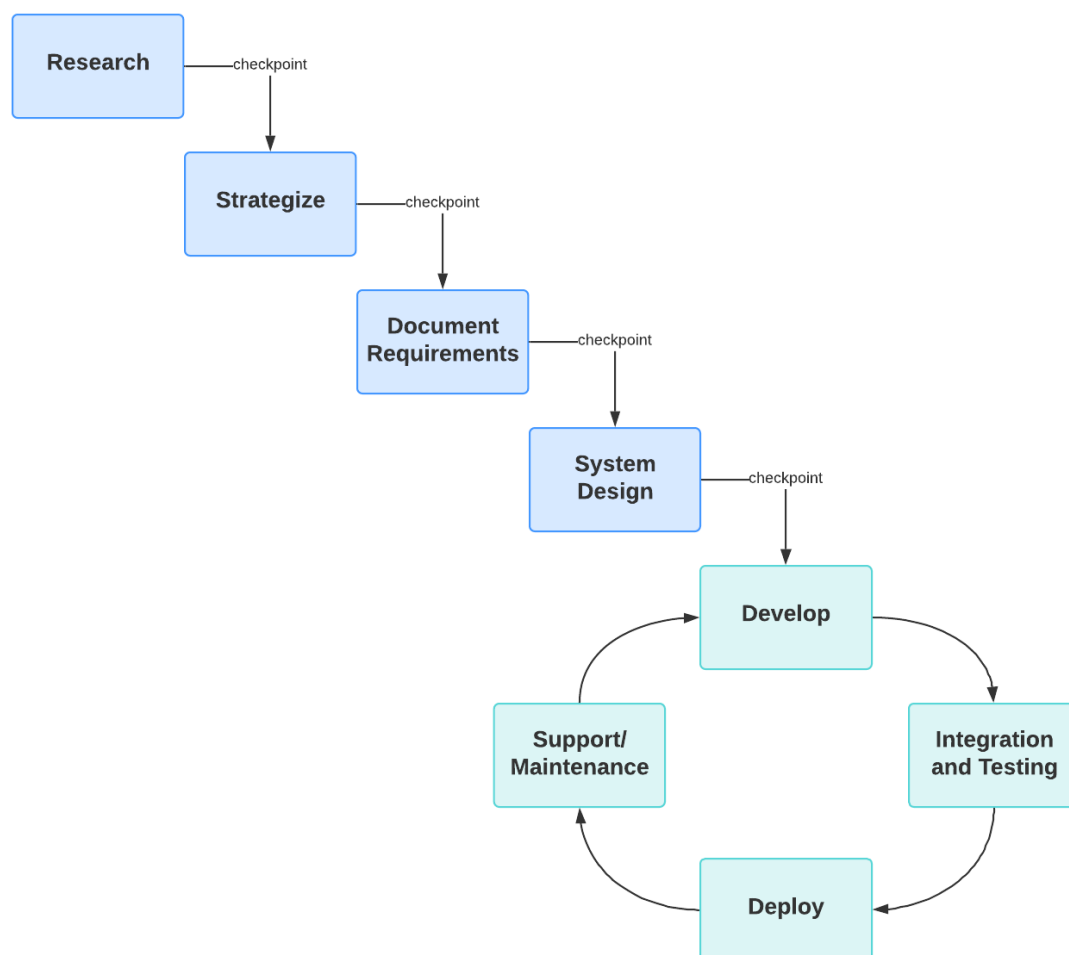 Research
checkpoint
Strategize
checkpoint
Document
Requirements
checkpoint
System
Design
checkpoint
Develop
Support/
Maintenance
Integration
and Testing
Deploy